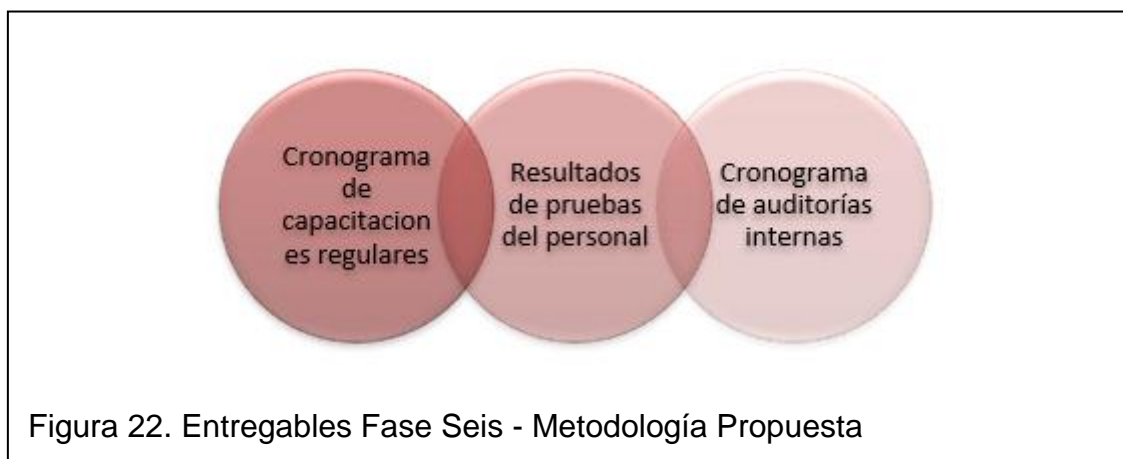 Cronograma
de
capacitacion
es regulares
Resultados
de pruebas
del personal
Cronograma
de auditorías
internas
Figura 22. Entregables Fase Seis - Metodología Propuesta